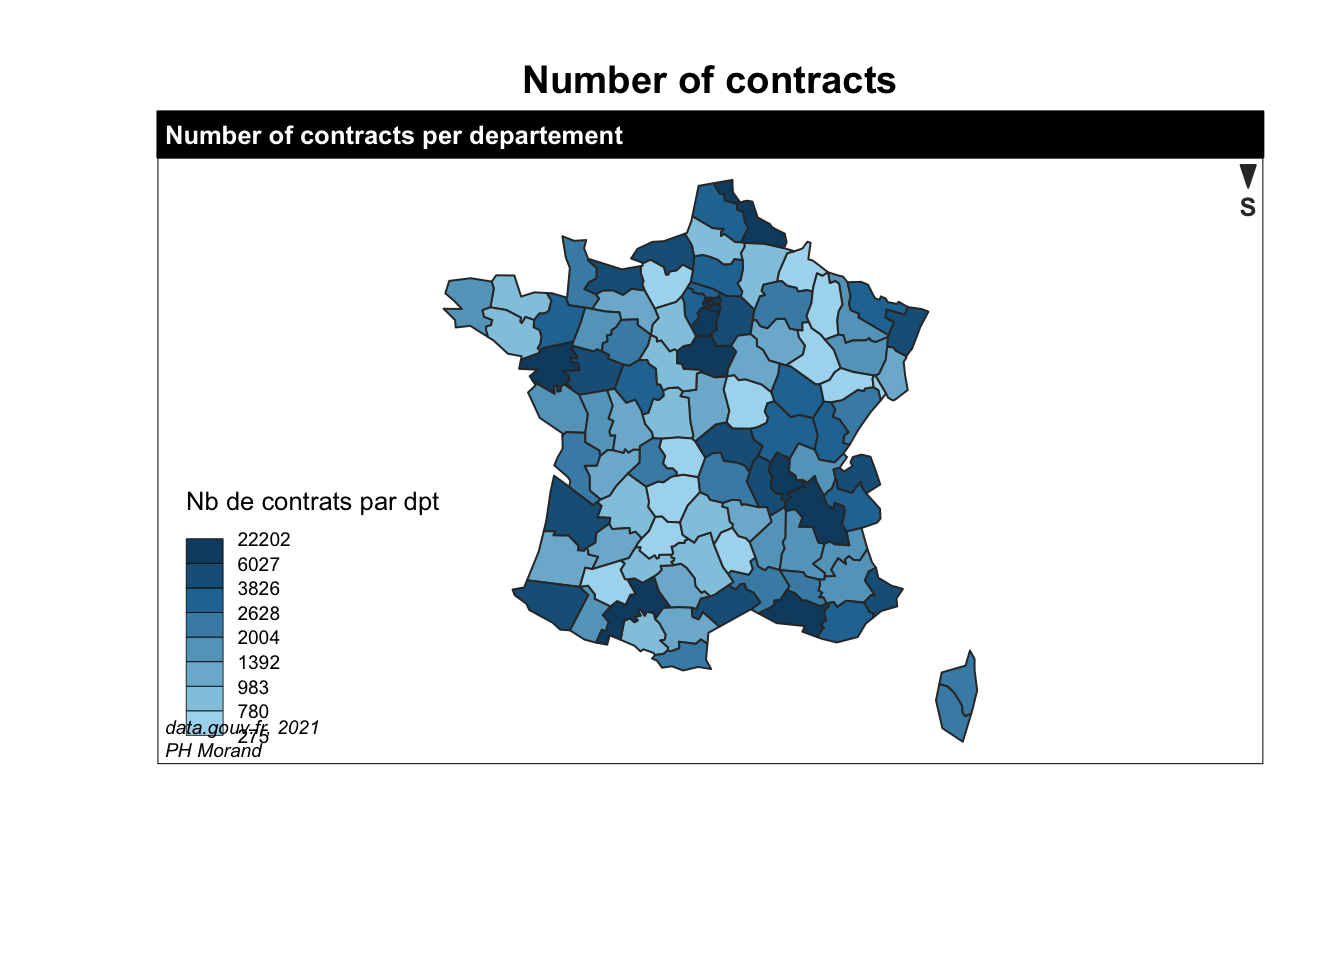 Number of contracts
Number of contracts per departement
S
Nb de contrats par dpt
22202
6027
3826
2628
2004
1392
983
780
275
data.gouv.fr, 2021
PH Morand